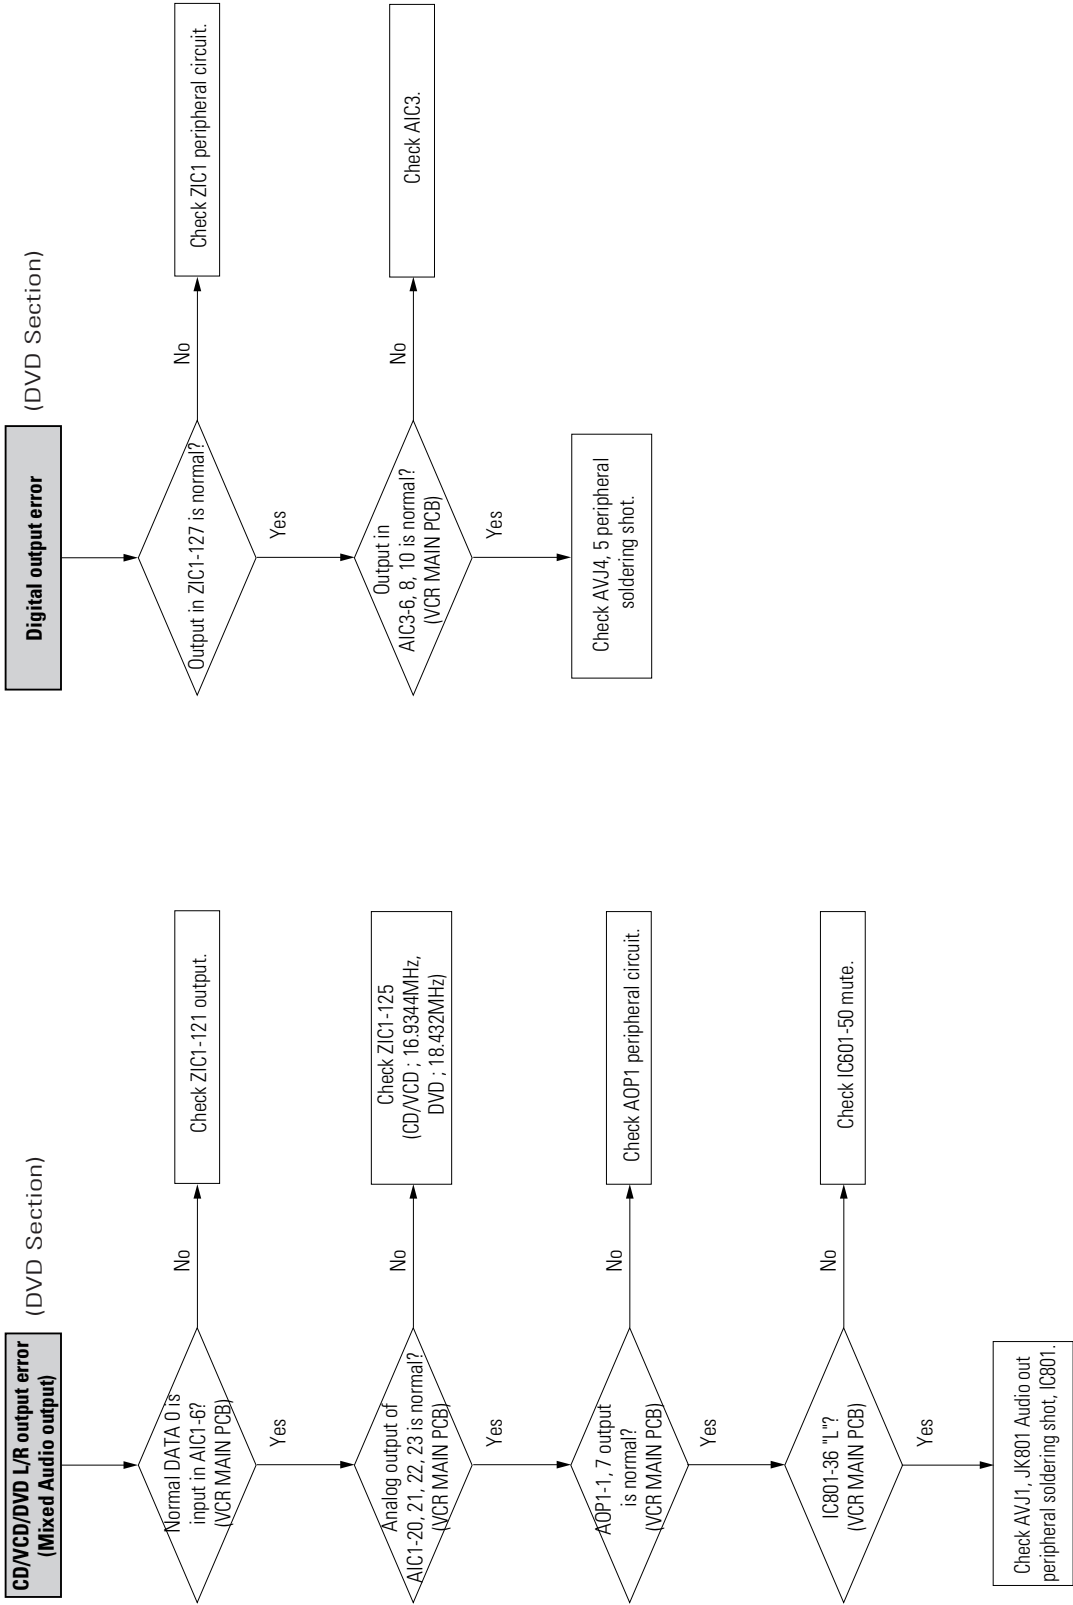 CD/VCD/DVD L/R output error
(Mixed Audio output)
(DVD Section)
Normal DATA 0 is
input in AIC1-6?
(VCR MAIN PCB)
No
Check ZIC1-121 output.
Yes
Analog output of
AIC1-20, 21, 22, 23 is normal?
(VCR MAIN PCB)
No
Check ZIC1-125
(CD/VCD ; 16.9344MHz,
DVD ; 18.432MHz)
Yes
AOP1-1, 7 output
is normal?
(VCR MAIN PCB)
No
Check AOP1 peripheral circuit.
Yes
IC801-36 "L"?
(VCR MAIN PCB)
No
Check IC601-50 mute.
Yes
Check AVJ1, JK801 Audio out
peripheral soldering shot, IC801.
Digital output error
(DVD Section)
Output in ZIC1-127 is normal?
No
Check ZIC1 peripheral circuit.
Yes
Output in
AIC3-6, 8, 10 is normal?
(VCR MAIN PCB)
No
Check AIC3.
Yes
Check AVJ4, 5 peripheral
soldering shot.